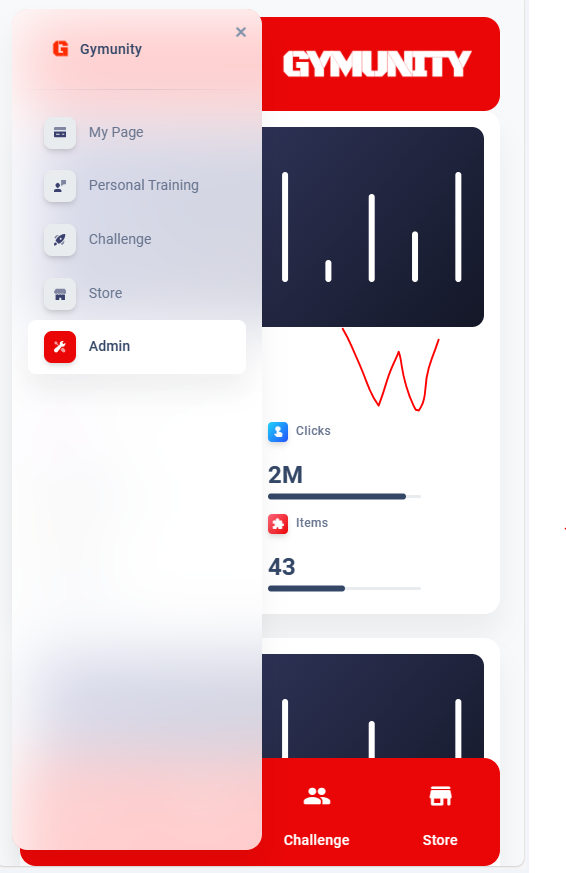 ×
G Gymunity
GYMUNITY
My Page
Personal Training
Challenge
Store
Admin
W
Clicks
2M
Items
43
Challenge
Store